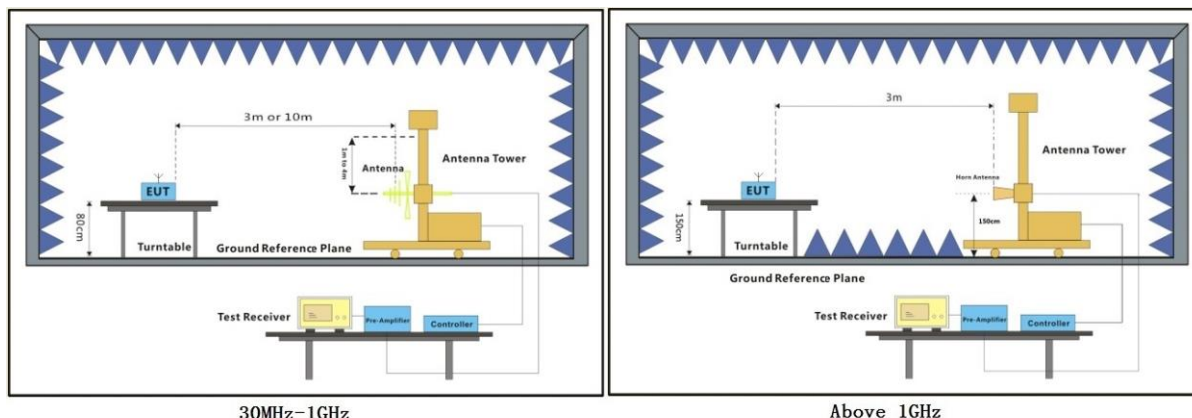 3m or 10m
1m to 4m
Antenna
Antenna Tower
EUT
80cm
Turntable
Ground Reference Plane
Test Receiver
Pre-Amplifier
Controller
30MHz-1GHz
3m
Antenna Tower
Horn Antenna
EUT
150cm
150cm
Turntable
Ground Reference Plane
Test Receiver
Pre-Amplifier
Controller
Above 1GHz